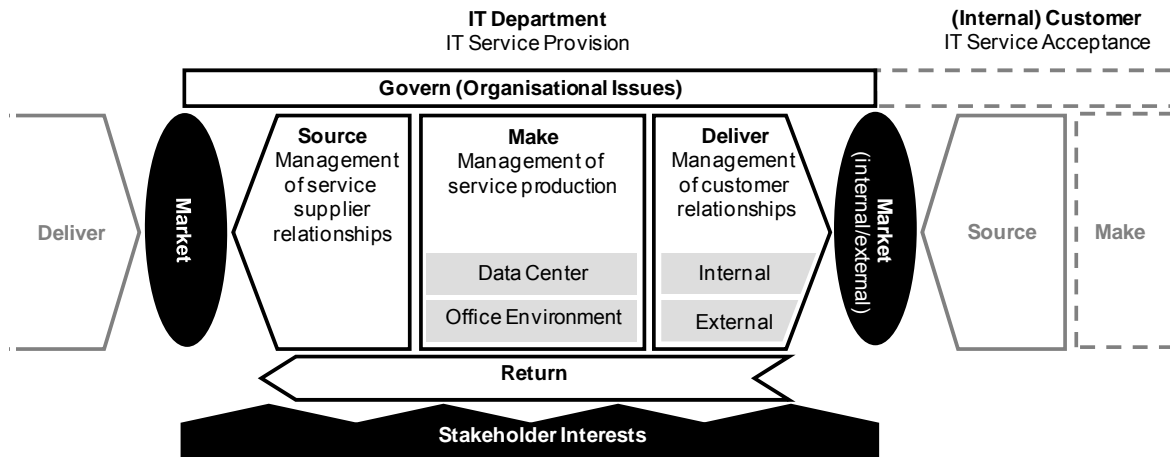 IT Department
IT Service Provision
(Internal) Customer
IT Service Acceptance
Govern (Organisational Issues)
Deliver
Market
Source
Management
of service
supplier
relationships
Make
Management of
service production
Data Center
Office Environment
Deliver
Management
of customer
relationships
Internal
External
Market
(internal/external)
Source
Make
Return
Stakeholder Interests